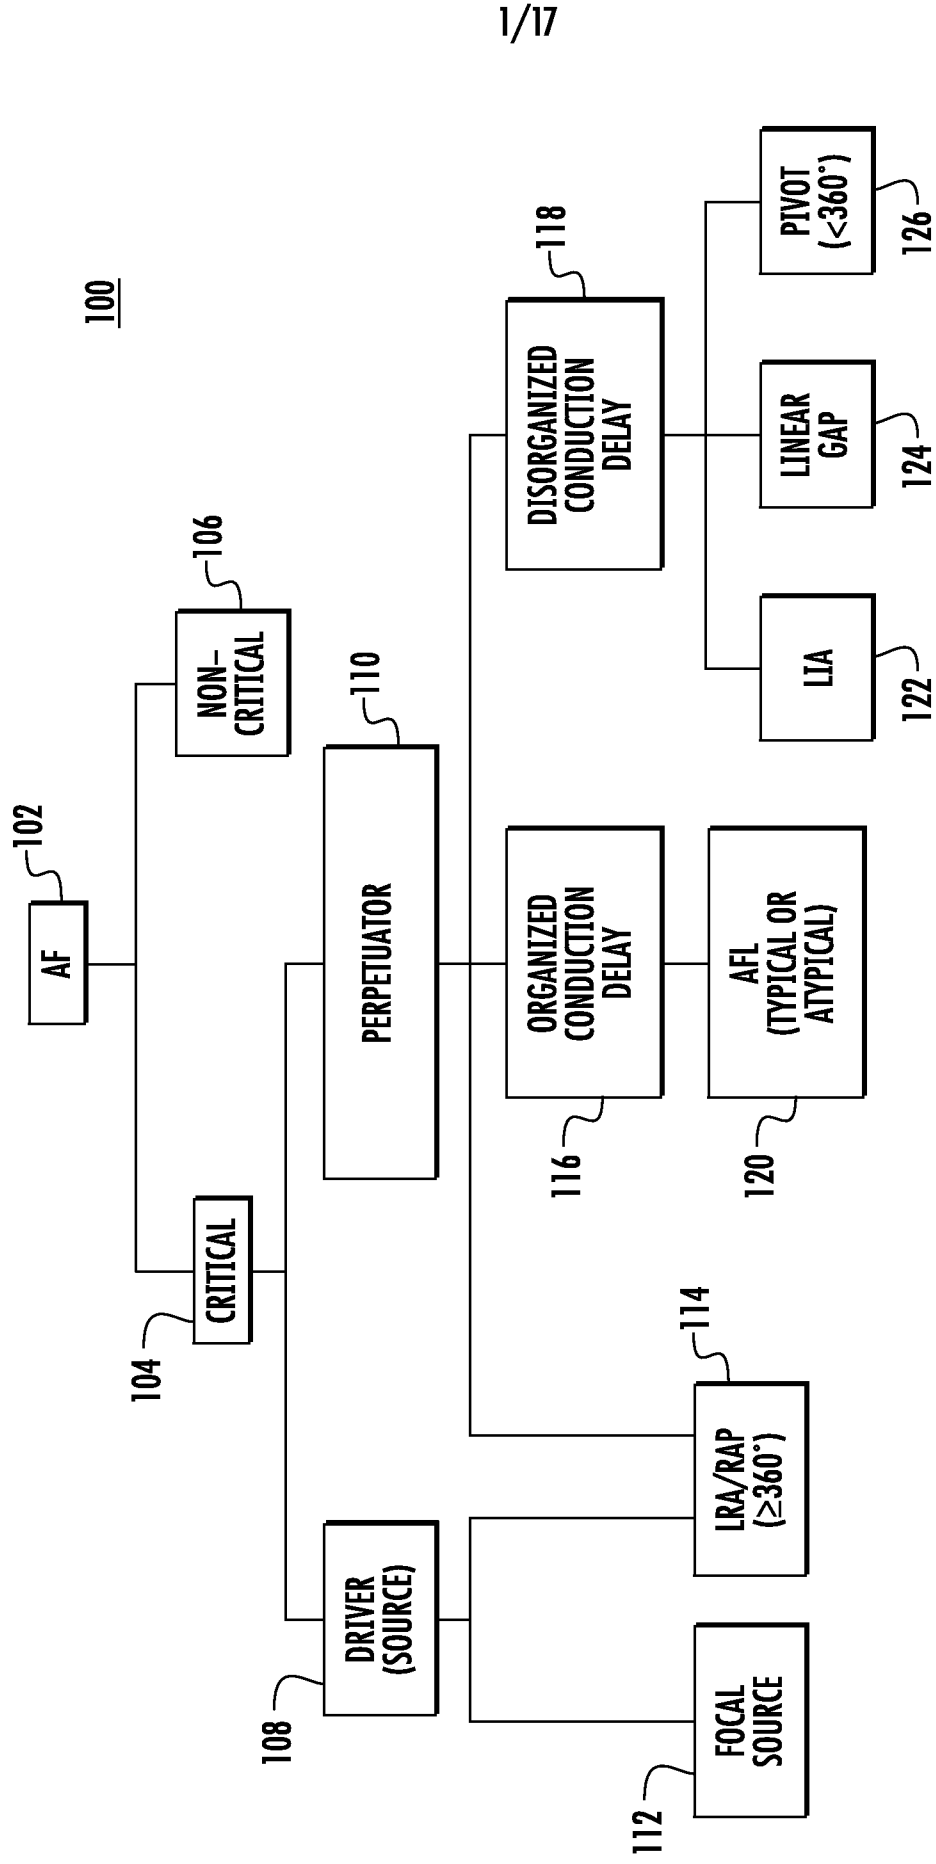 1/17
100
102
AF
104
CRITICAL
106
NON–
CRITICAL
108
DRIVER
(SOURCE)
110
PERPETUATOR
112
FOCAL
SOURCE
114
LRA/RAP
(≥360°)
116
ORGANIZED
CONDUCTION
DELAY
118
DISORGANIZED
CONDUCTION
DELAY
120
AFL
(TYPICAL OR
ATYPICAL)
122
LIA
124
LINEAR
GAP
126
PIVOT
(<360°)